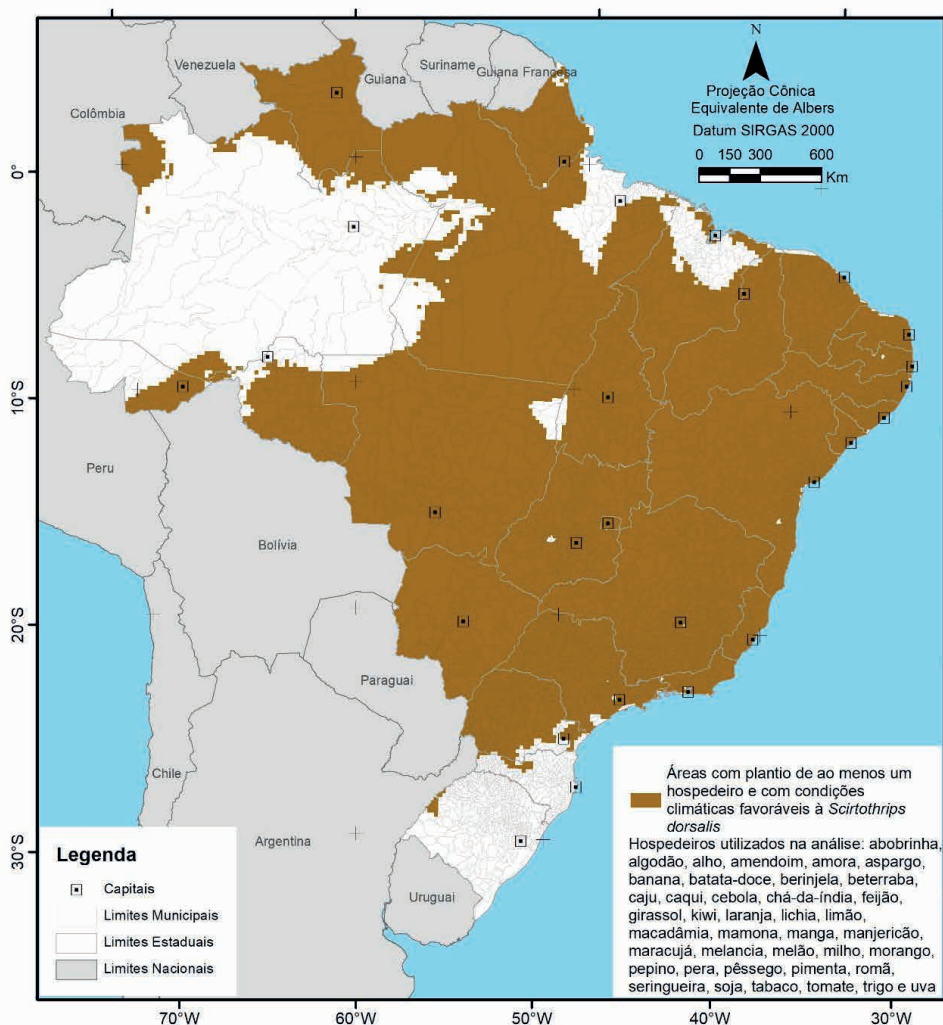 N
Projeção Cônica
Equivalente de Albers
Datum SIRGAS 2000
0 150 300 600
Km
Venezuela
Guiana
Suriname
Guiana Francesa
Colômbia
Peru
Bolívia
Paraguai
Chile
Argentina
Uruguai
0°
10°S
20°S
30°S
70°W
60°W
50°W
40°W
30°W
Legenda
Capitais
Limites Municipais
Limites Estaduais
Limites Nacionais
Áreas com plantio de ao menos um
hospedeiro e com condições
climáticas favoráveis à Scirtothrips
dorsalis
Hospedeiros utilizados na análise: abobrinha,
algodão, alho, amendoim, amora, aspargo,
banana, batata-doce, berinjela, beterraba,
caju, caqui, cebola, chá-da-índia, feijão,
girassol, kiwi, laranja, lichia, limão,
macadâmia, mamona, manga, manjericão,
maracujá, melancia, melão, milho, morango,
pepino, pera, pêssego, pimenta, romã,
seringueira, soja, tabaco, tomate, trigo e uva